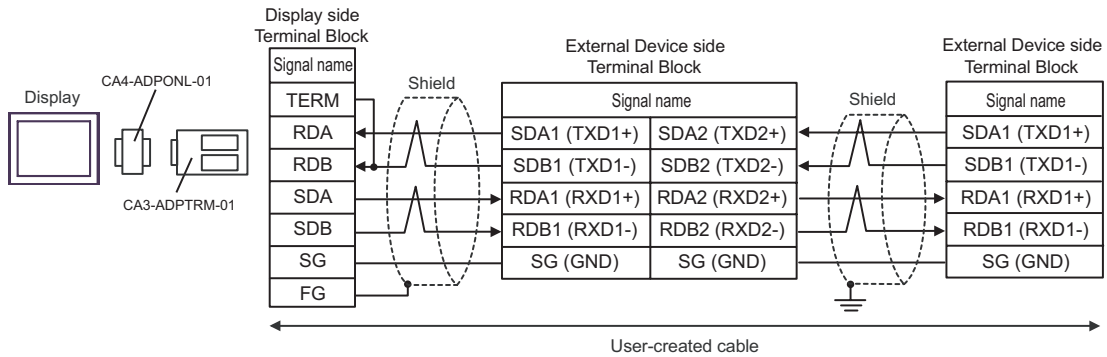 Display
CA4-ADPONL-01
CA3-ADPTRM-01
Display side
Terminal Block
Signal name
TERM
RDA
RDB
SDA
SDB
SG
FG
Shield
External Device side
Terminal Block
Signal name
SDA1 (TXD1+) SDA2 (TXD2+)
SDB1 (TXD1-) SDB2 (TXD2-)
RDA1 (RXD1+) RDA2 (RXD2+)
RDB1 (RXD1-) RDB2 (RXD2-)
SG (GND) SG (GND)
Shield
External Device side
Terminal Block
Signal name
SDA1 (TXD1+)
SDB1 (TXD1-)
RDA1 (RXD1+)
RDB1 (RXD1-)
SG (GND)
User-created cable